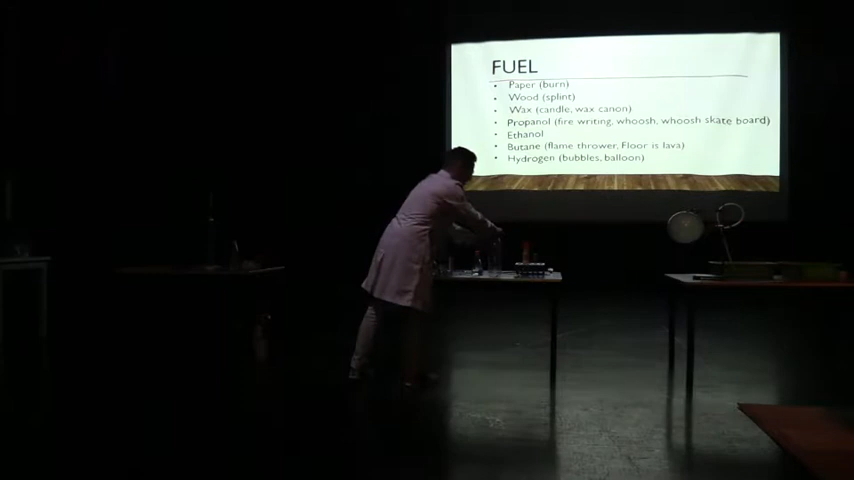 FUEL
• Paper (burn)
• Wood (splint)
• Wax (candle, wax canon)
• Propanol (fire writing, whoosh, whoosh skate board)
• Ethanol
• Butane (flame thrower, Floor is lava)
• Hydrogen (bubbles, balloon)